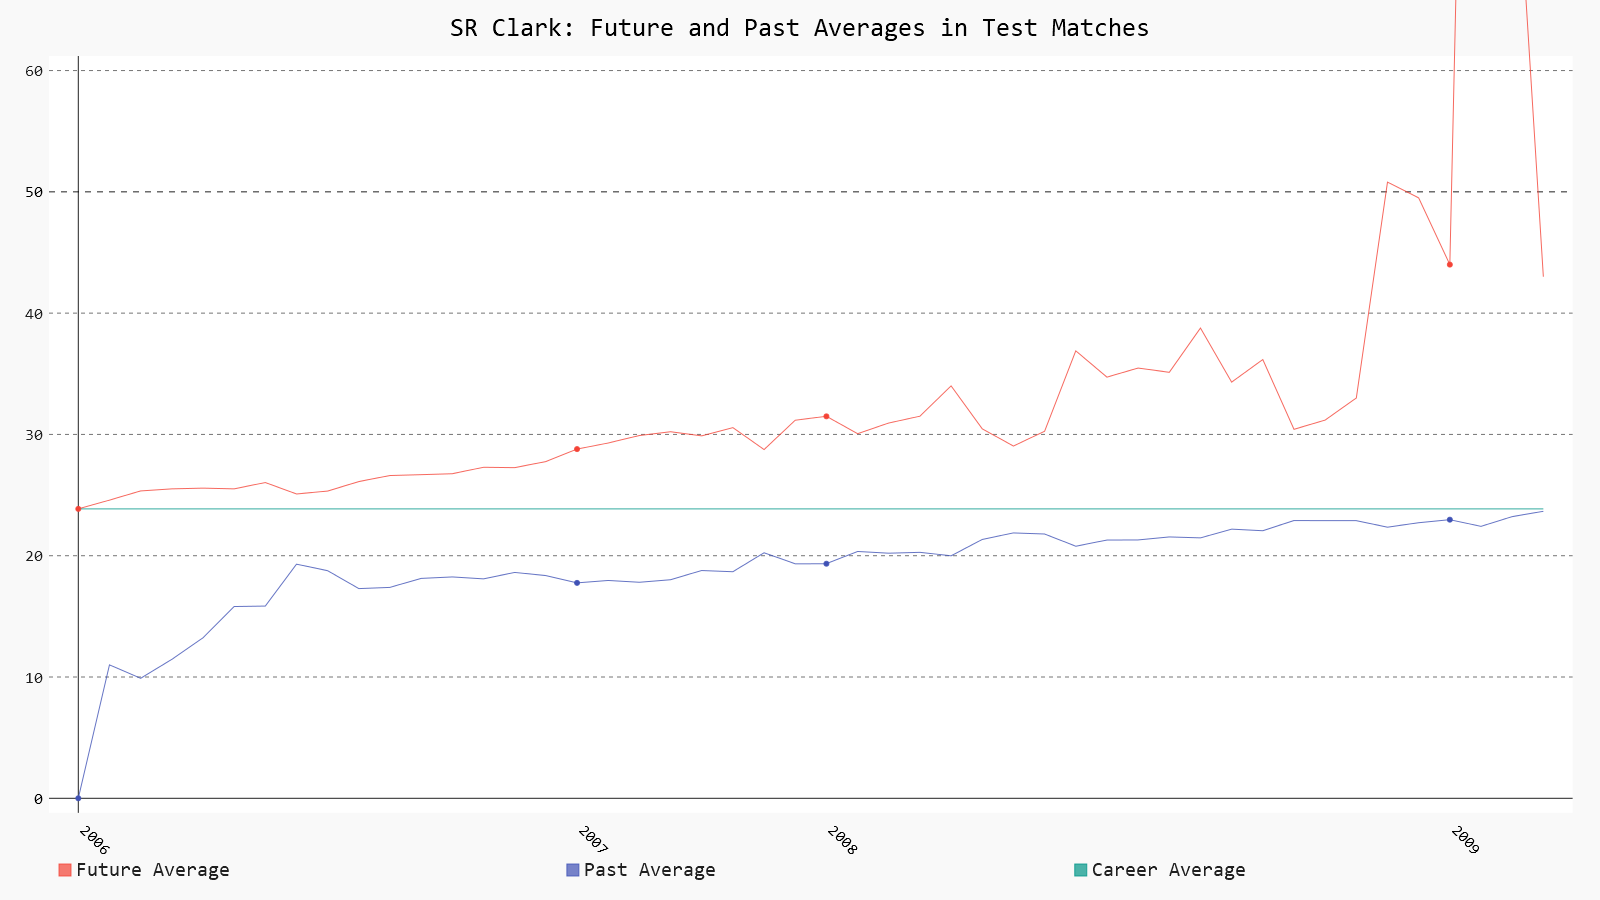 SR Clark: Future and Past Averages in Test Matches
60
50
40
30
20
10
0
2006
2007
2008
2009
Future Average
Past Average
Career Average